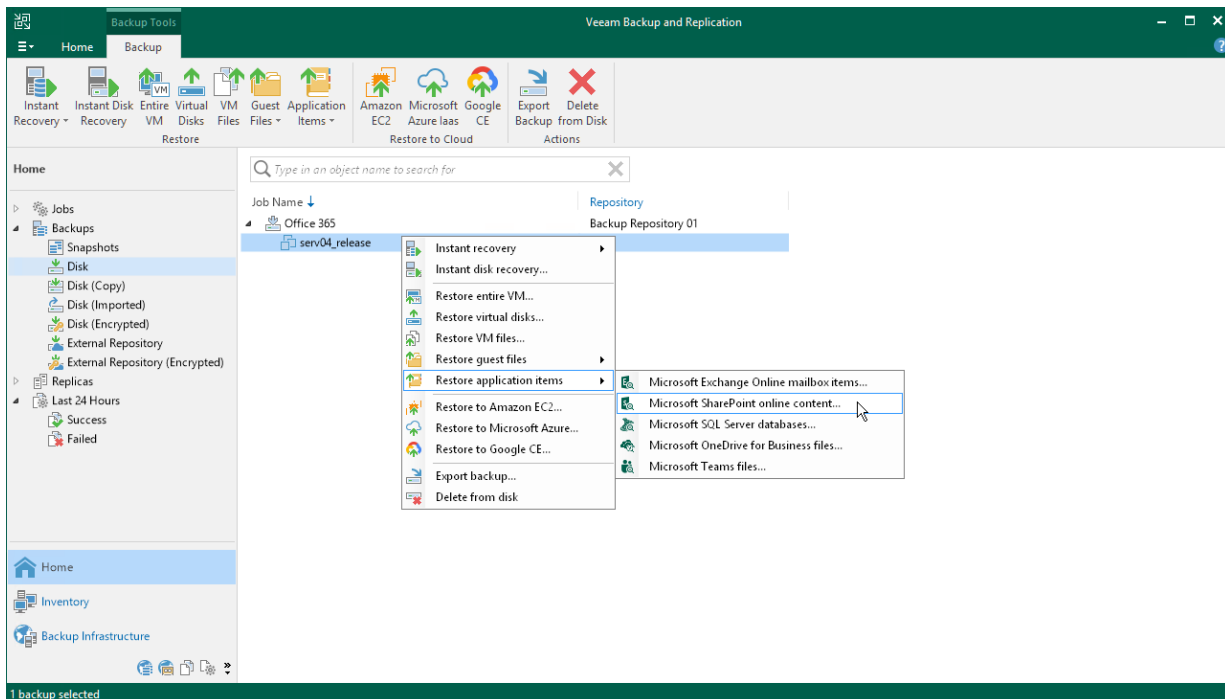 Backup Tools
Veeam Backup and Replication
Home Backup
Instant Recovery
Instant Disk Recovery
Entire VM
Virtual Disks
VM Files
Guest Files
Application Items
Amazon EC2
Microsoft Azure Iaas
Google CE
Export Backup
Delete from Disk
Restore
Restore to Cloud
Actions
Home
Type in an object name to search for
Jobs
Backups
Snapshots
Disk
Disk (Copy)
Disk (Imported)
Disk (Encrypted)
External Repository
External Repository (Encrypted)
Replicas
Last 24 Hours
Success
Failed
Job Name Repository
Office 365 Backup Repository 01
serv04_release
Instant recovery
Instant disk recovery...
Restore entire VM...
Restore virtual disks...
Restore VM files...
Restore guest files
Restore application items
Restore to Amazon EC2...
Restore to Microsoft Azure...
Restore to Google CE...
Export backup...
Delete from disk
Microsoft Exchange Online mailbox items...
Microsoft SharePoint online content...
Microsoft SQL Server databases...
Microsoft OneDrive for Business files...
Microsoft Teams files...
Home
Inventory
Backup Infrastructure
1 backup selected